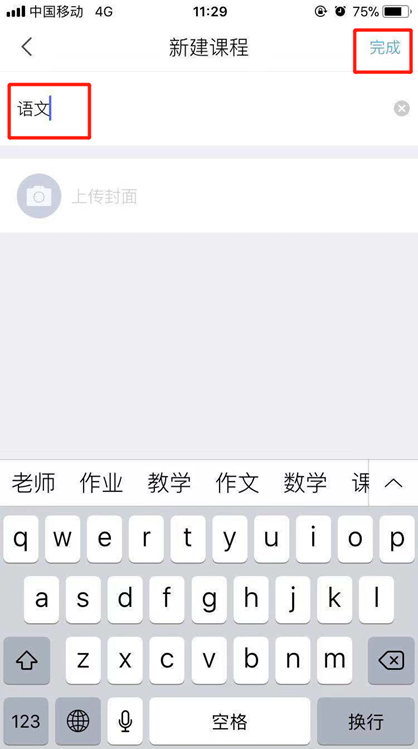 中国移动 4G 11:29 75%
新建课程 完成
语文
上传封面
老师 作业 教学 作文 数学 课
q w e r t y u i o p
a s d f g h j k l
z x c v b n m
123 空格 换行